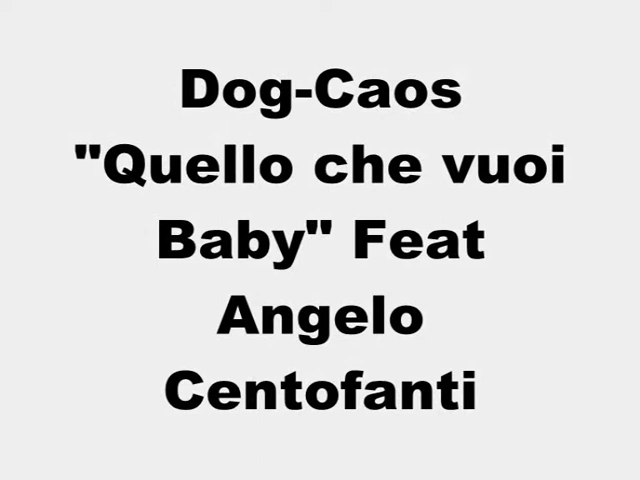 Dog-Caos
"Quello che vuoi
Baby" Feat
Angelo
Centofanti